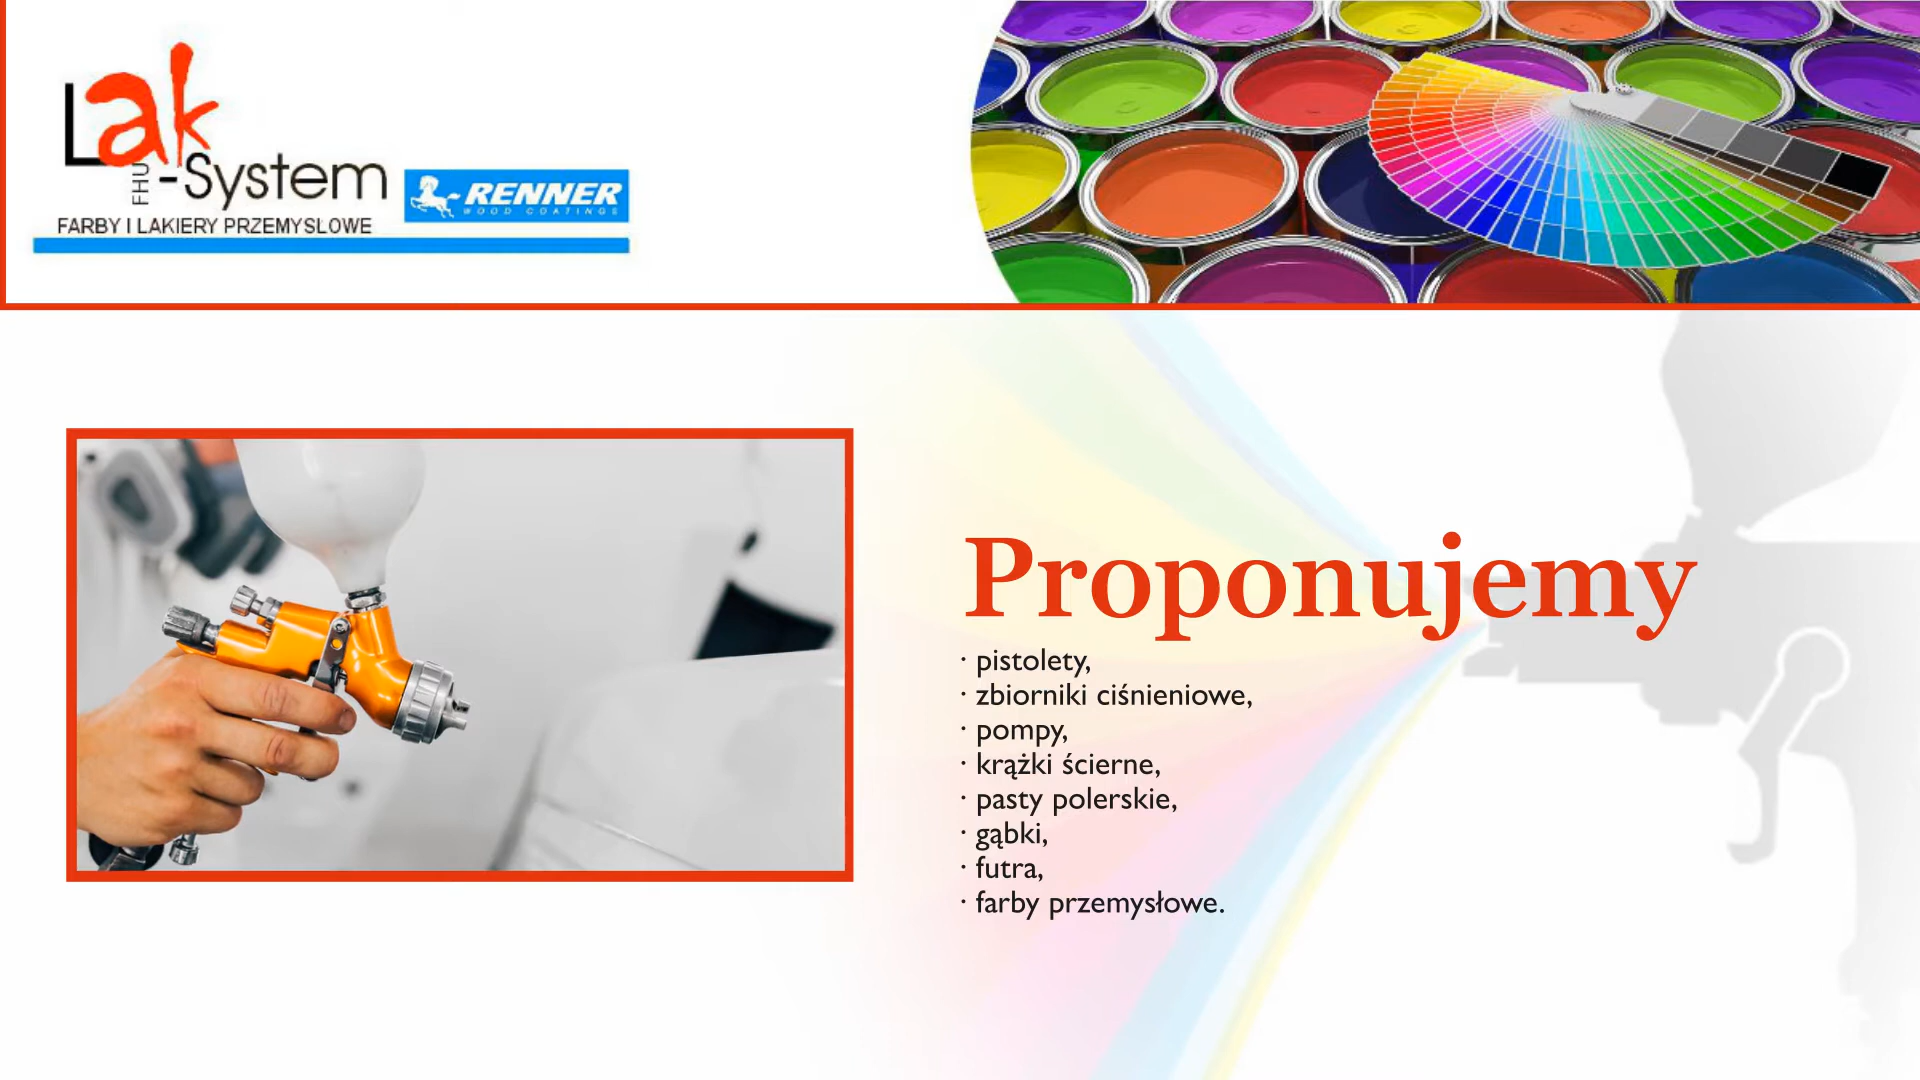 Lak
FHU
-System
RENNER
WOOD COATINGS
FARBY I LAKIERY PRZEMYSLOWE
Proponujemy
· pistolety,
· zbiorniki ciśnieniowe,
· pompy,
· krążki ścierne,
· pasty polerskie,
· gąbki,
· futra,
· farby przemysłowe.